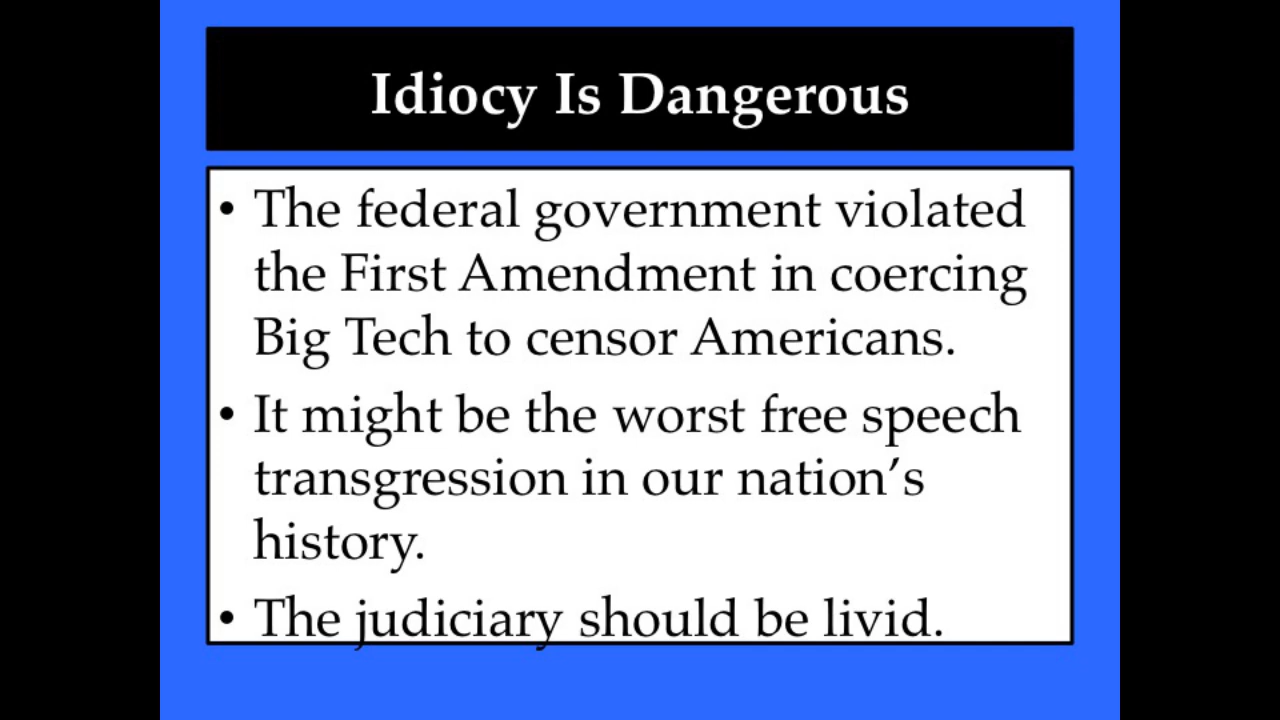 Idiocy Is Dangerous
• The federal government violated
the First Amendment in coercing
Big Tech to censor Americans.
• It might be the worst free speech
transgression in our nation’s
history.
• The judiciary should be livid.